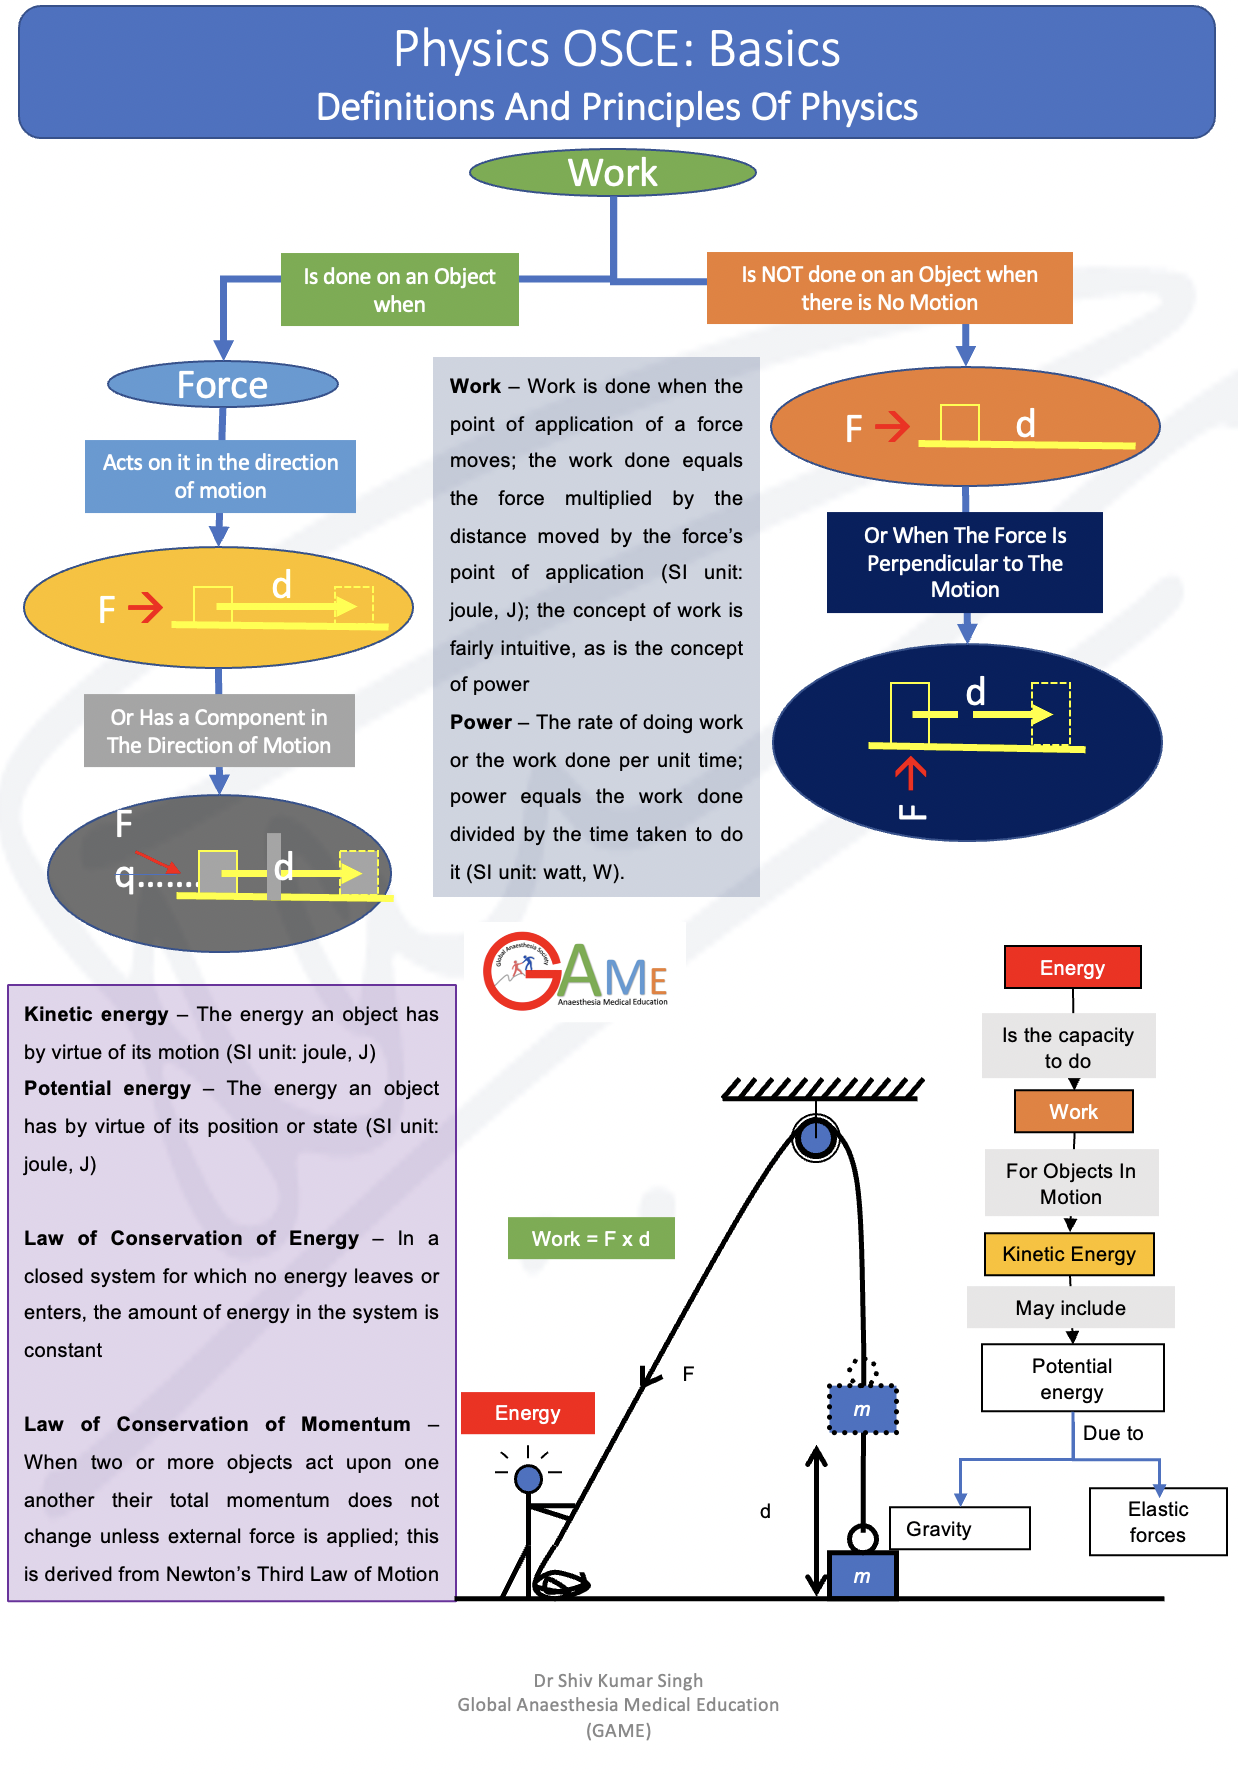 Physics OSCE: Basics
Definitions And Principles Of Physics
Work
Is done on an Object
when
Is NOT done on an Object when
there is No Motion
Force
Acts on it in the direction
of motion
F
d
Or Has a Component in
The Direction of Motion
F
q.......
d
Work – Work is done when the
point of application of a force
moves; the work done equals
the force multiplied by the
distance moved by the force's
point of application (SI unit:
joule, J); the concept of work is
fairly intuitive, as is the concept
of power
Power – The rate of doing work
or the work done per unit time;
power equals the work done
divided by the time taken to do
it (SI unit: watt, W).
F
d
Or When The Force Is
Perpendicular to The
Motion
d
F
Global Anaesthesia Society
GAME
Anaesthesia Medical Education
Kinetic energy – The energy an object has
by virtue of its motion (SI unit: joule, J)
Potential energy – The energy an object
has by virtue of its position or state (SI unit:
joule, J)
Law of Conservation of Energy – In a
closed system for which no energy leaves or
enters, the amount of energy in the system is
constant
Law of Conservation of Momentum –
When two or more objects act upon one
another their total momentum does not
change unless external force is applied; this
is derived from Newton's Third Law of Motion
Work = F x d
F
Energy
m
d
m
Energy
Is the capacity
to do
Work
For Objects In
Motion
Kinetic Energy
May include
Potential
energy
Due to
Gravity
Elastic
forces
Dr Shiv Kumar Singh
Global Anaesthesia Medical Education
(GAME)